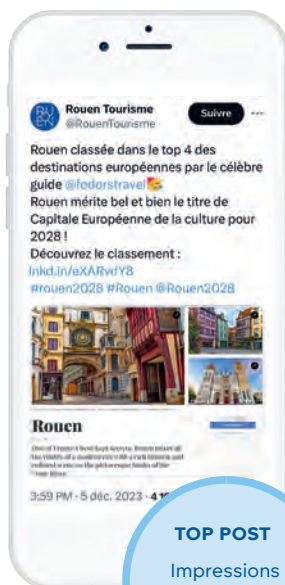 ROUEN
Rouen Tourisme
@RouenTourisme
Suivre
Rouen classée dans le top 4 des
destinations européennes par le célèbre
guide @fodorstravel
Rouen mérite bel et bien le titre de
Capitale Européenne de la culture pour
2028 !
Découvrez le classement :
lnkd.in/eXARvdY8
#rouen2028 #Rouen @Rouen2028
Rouen
3:59 PM · 5 déc. 2023
TOP POST
Impressions